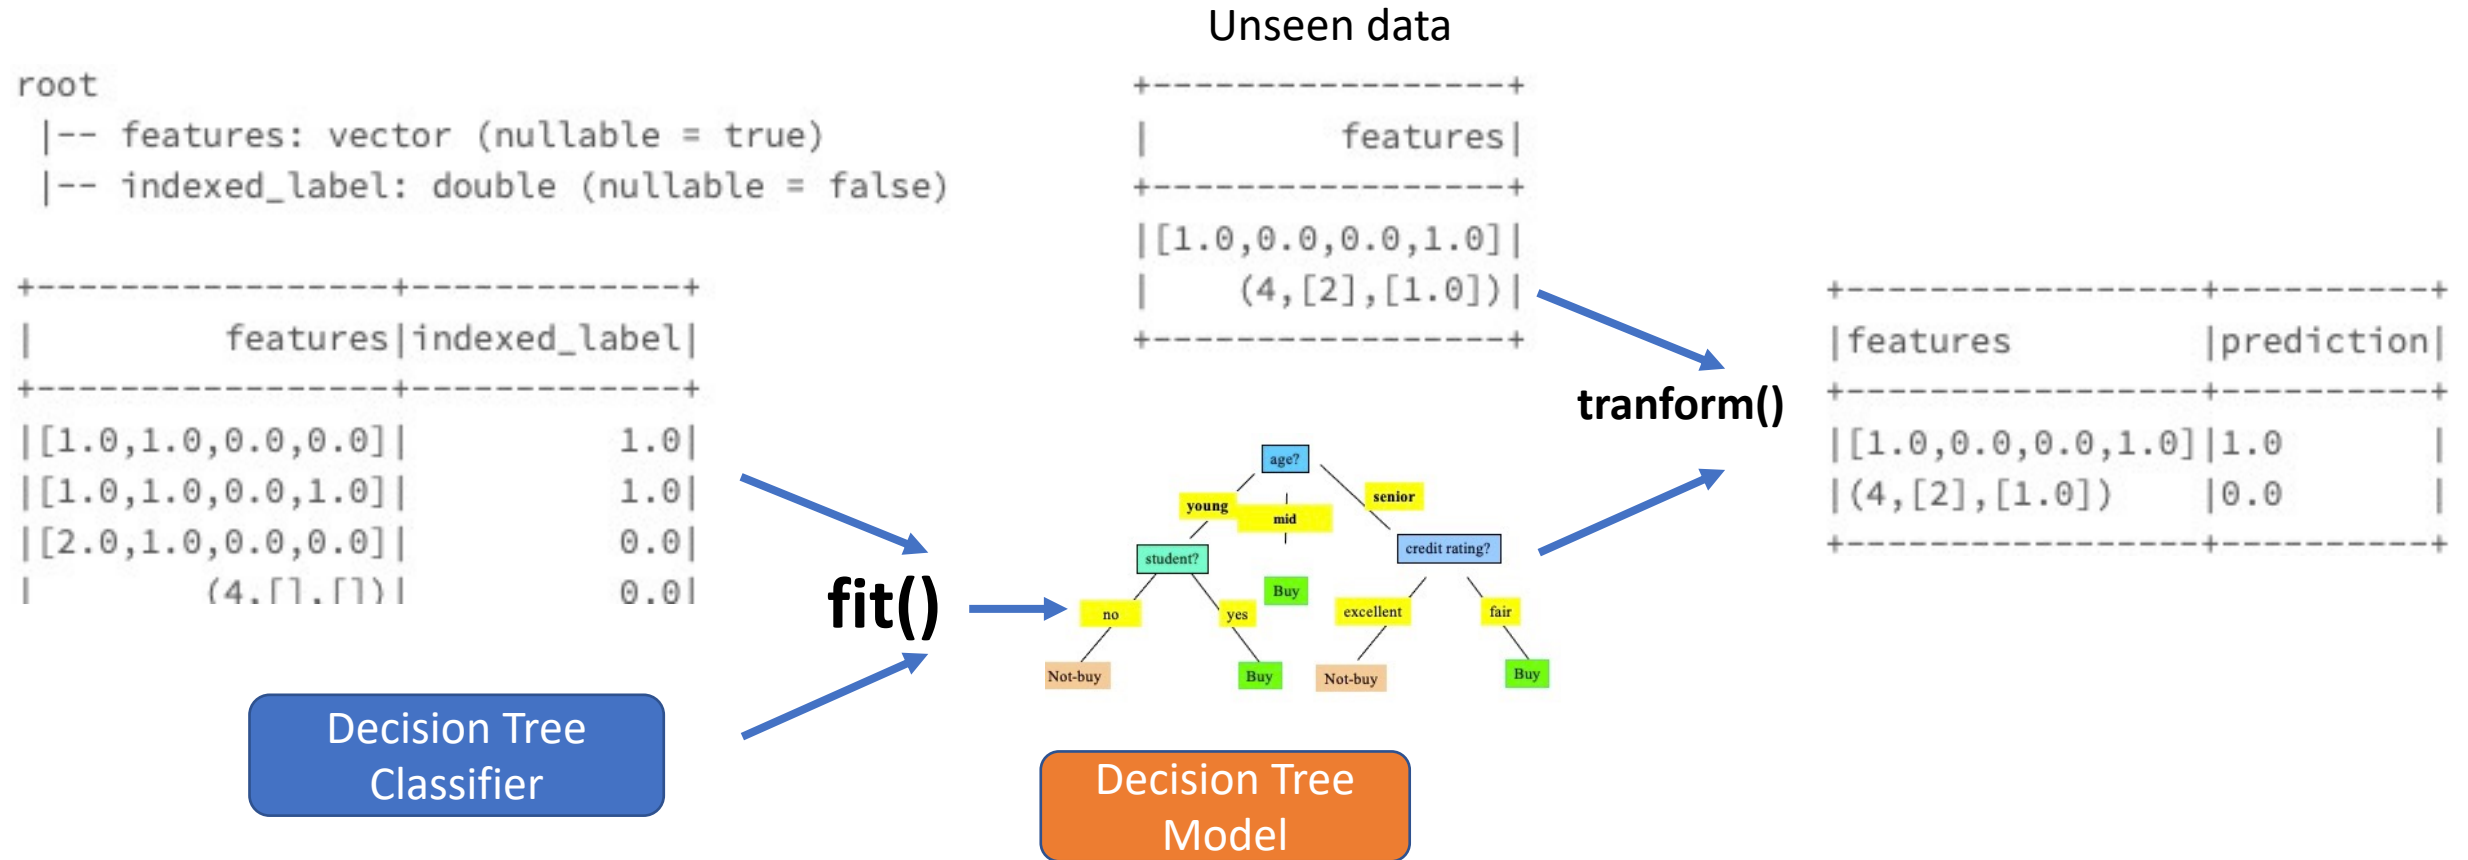 root
 |-- features: vector (nullable = true)
 |-- indexed_label: double (nullable = false)
+-----------------+-------------+
|         features|indexed_label|
+-----------------+-------------+
|[1.0,1.0,0.0,0.0]|          1.0|
|[1.0,1.0,0.0,1.0]|          1.0|
|[2.0,1.0,0.0,0.0]|          0.0|
|        (4,[],[])|          0.0|
Decision Tree
Classifier
fit()
Unseen data
+-----------------+
|         features|
+-----------------+
|[1.0,0.0,0.0,1.0]|
|    (4,[2],[1.0])|
+-----------------+
age?
young
mid
senior
student?
credit rating?
Buy
no
yes
excellent
fair
Not-buy
Buy
Not-buy
Buy
Decision Tree
Model
tranform()
+-----------------+----------+
|features         |prediction|
+-----------------+----------+
|[1.0,0.0,0.0,1.0]|1.0       |
|(4,[2],[1.0])    |0.0       |
+-----------------+----------+